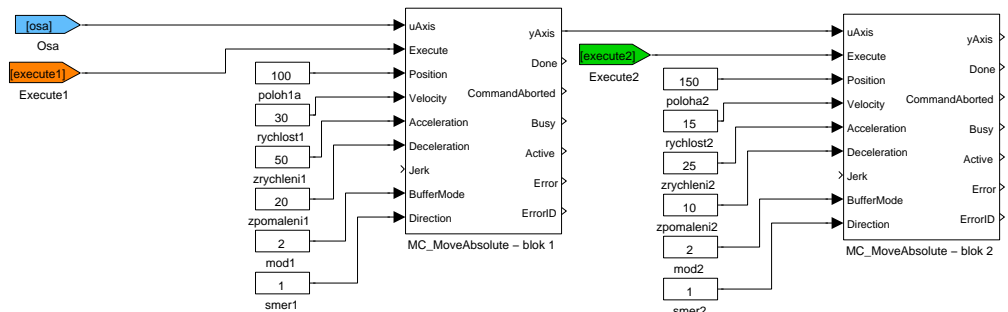 [osa]
Osa
[execute1]
Execute1
100
poloh1a
30
rychlost1
50
zrychleni1
20
zpomaleni1
2
mod1
1
smer1
uAxis
Execute
Position
Velocity
Acceleration
Deceleration
Jerk
BufferMode
Direction
yAxis
Done
CommandAborted
Busy
Active
Error
ErrorID
MC_MoveAbsolute – blok 1
[execute2]
Execute2
150
poloha2
15
rychlost2
25
zrychleni2
10
zpomaleni2
2
mod2
1
smer2
uAxis
Execute
Position
Velocity
Acceleration
Deceleration
Jerk
BufferMode
Direction
yAxis
Done
CommandAborted
Busy
Active
Error
ErrorID
MC_MoveAbsolute – blok 2